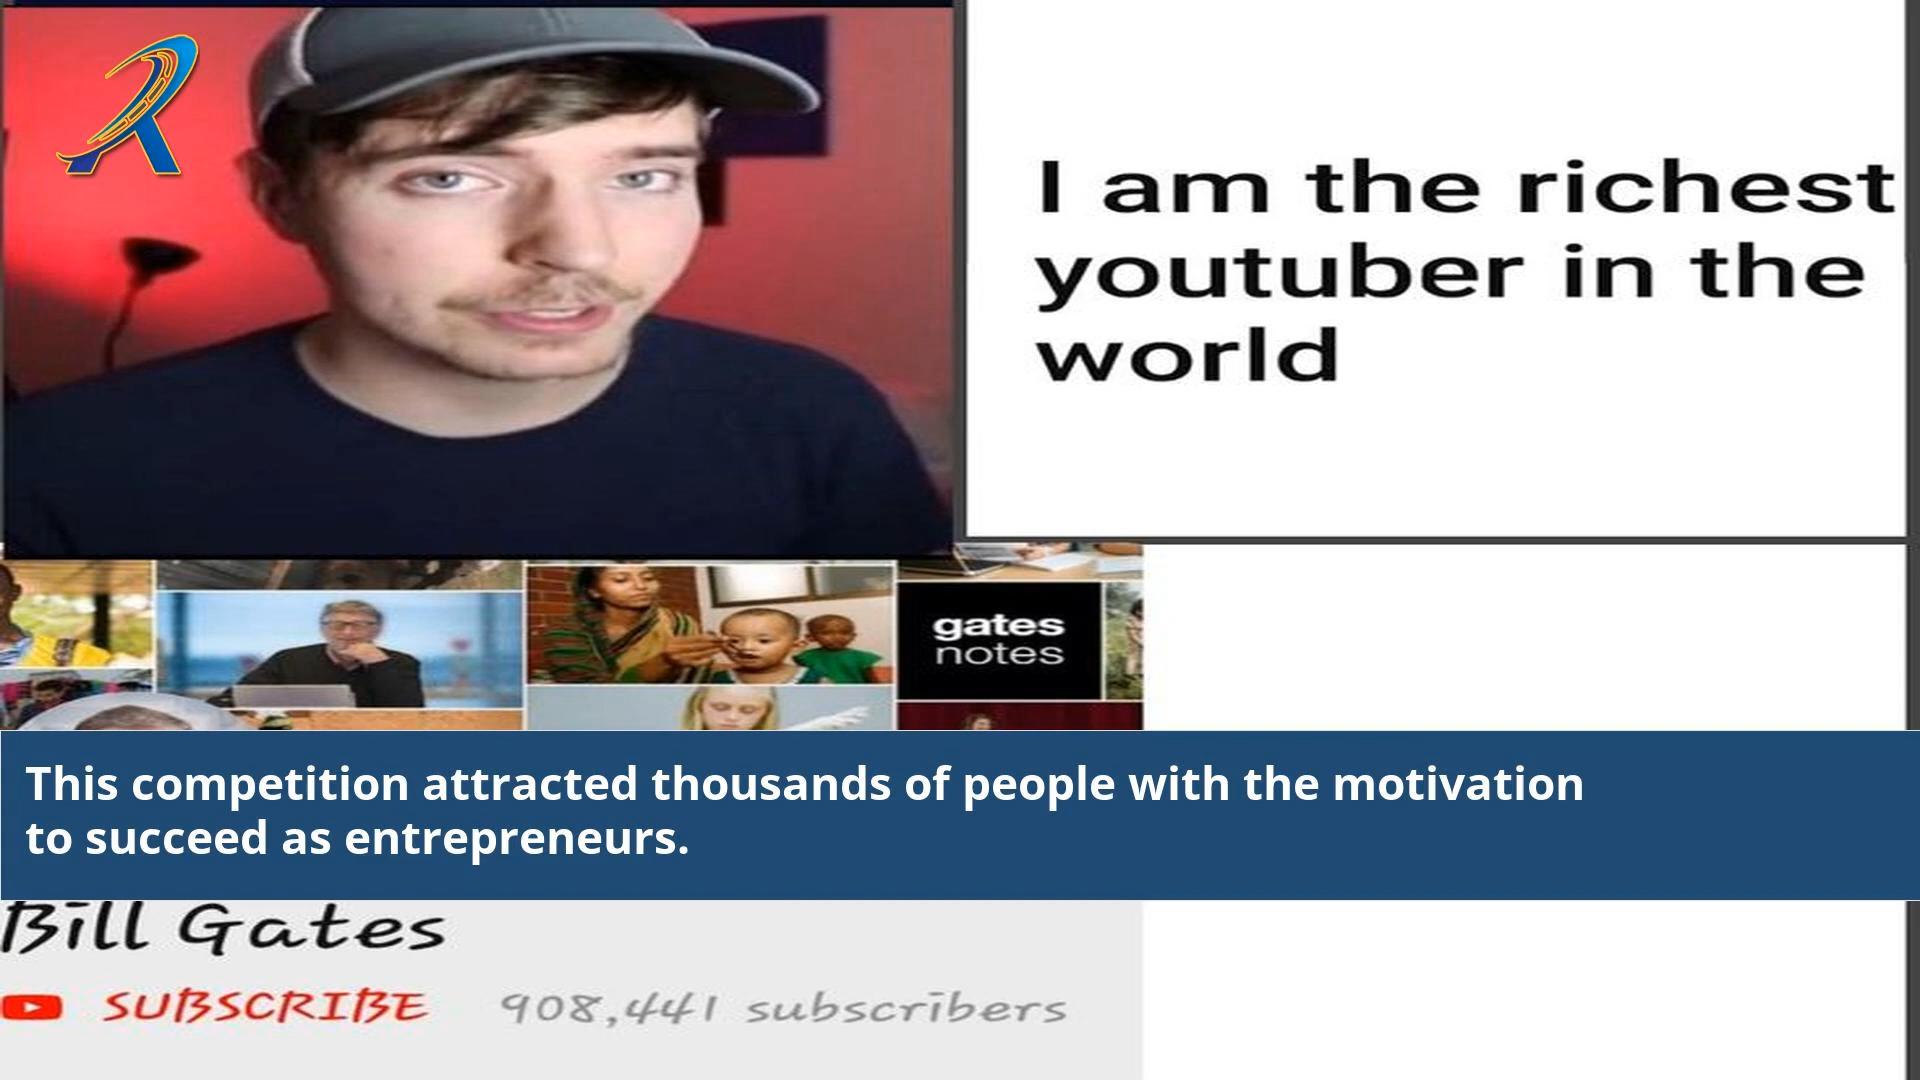 I am the richest
youtuber in the
world
gates
notes
This competition attracted thousands of people with the motivation
to succeed as entrepreneurs.
Bill Gates
SUBSCRIBE 908,441 subscribers